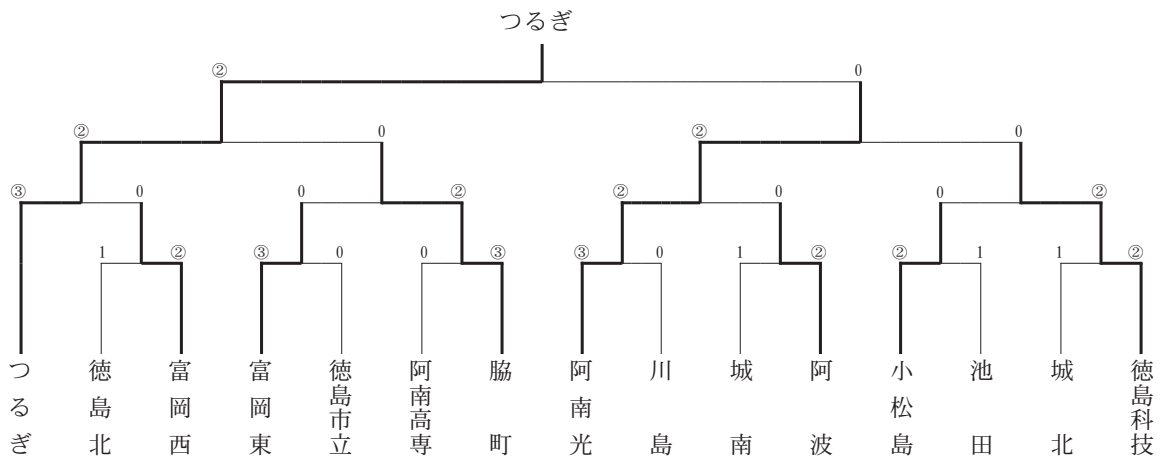 つるぎ
② 0
② 0 ② 0
③ 0 0 ② ② 0 0 ②
1 ② ③ 0 0 ③ ③ 0 1 ② ② 1 1 ②
つるぎ
徳島北
富岡西
富岡東
徳島市立
阿南高専
脇町
阿南光
川島
城南
阿波
小松島
池田
城北
徳島科技